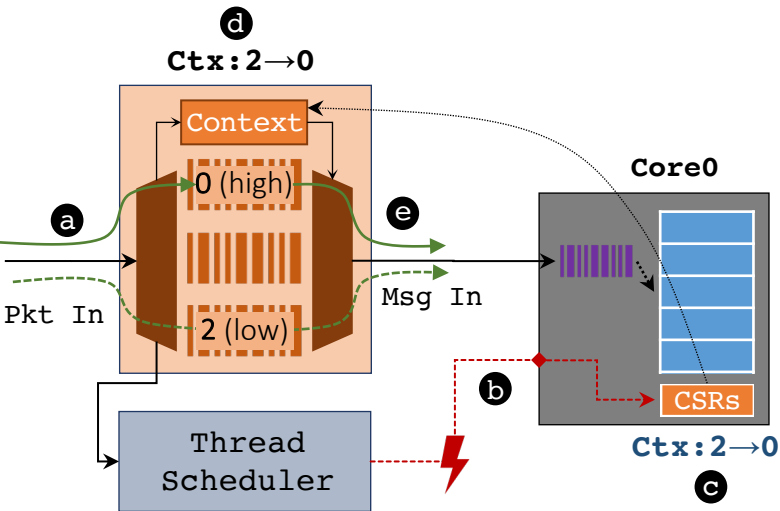 d
Ctx:2→0
Context
Core0
0 (high)
a
e
Pkt In
Msg In
2 (low)
b
CSRs
Thread
Scheduler
Ctx:2→0
c